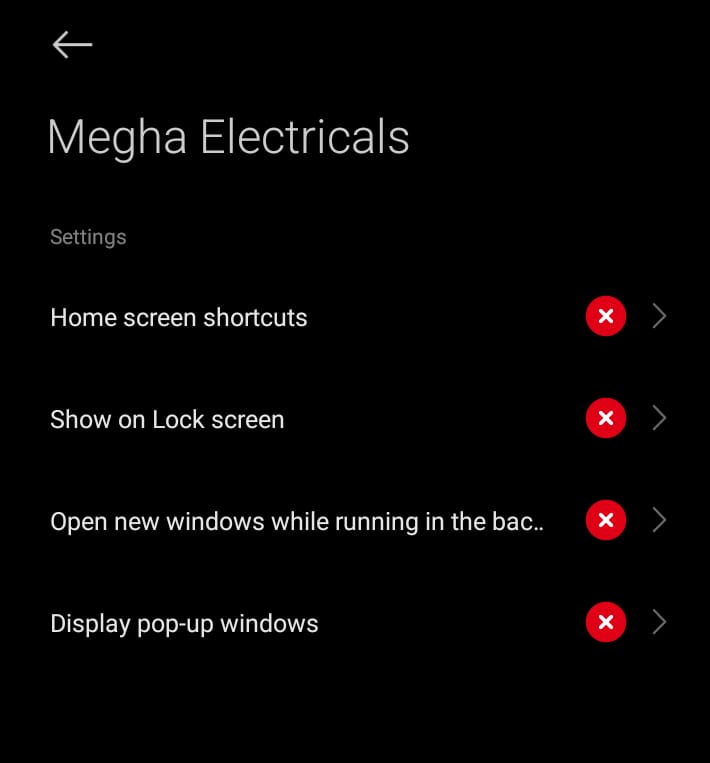 Megha Electricals
Settings
Home screen shortcuts
Show on Lock screen
Open new windows while running in the bac..
Display pop-up windows